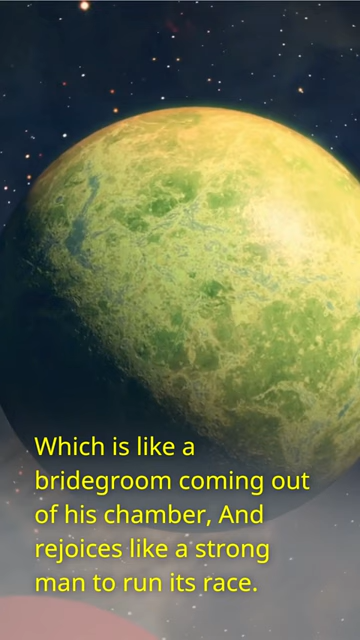 Which is like a
bridegroom coming out
of his chamber, And
rejoices like a strong
man to run its race.